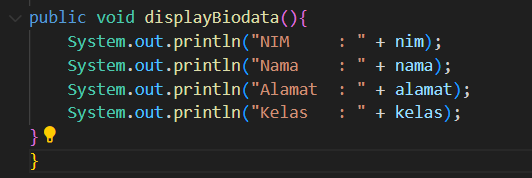 public void displayBiodata(){
    System.out.println("NIM     : " + nim);
    System.out.println("Nama    : " + nama);
    System.out.println("Alamat  : " + alamat);
    System.out.println("Kelas   : " + kelas);
}
}